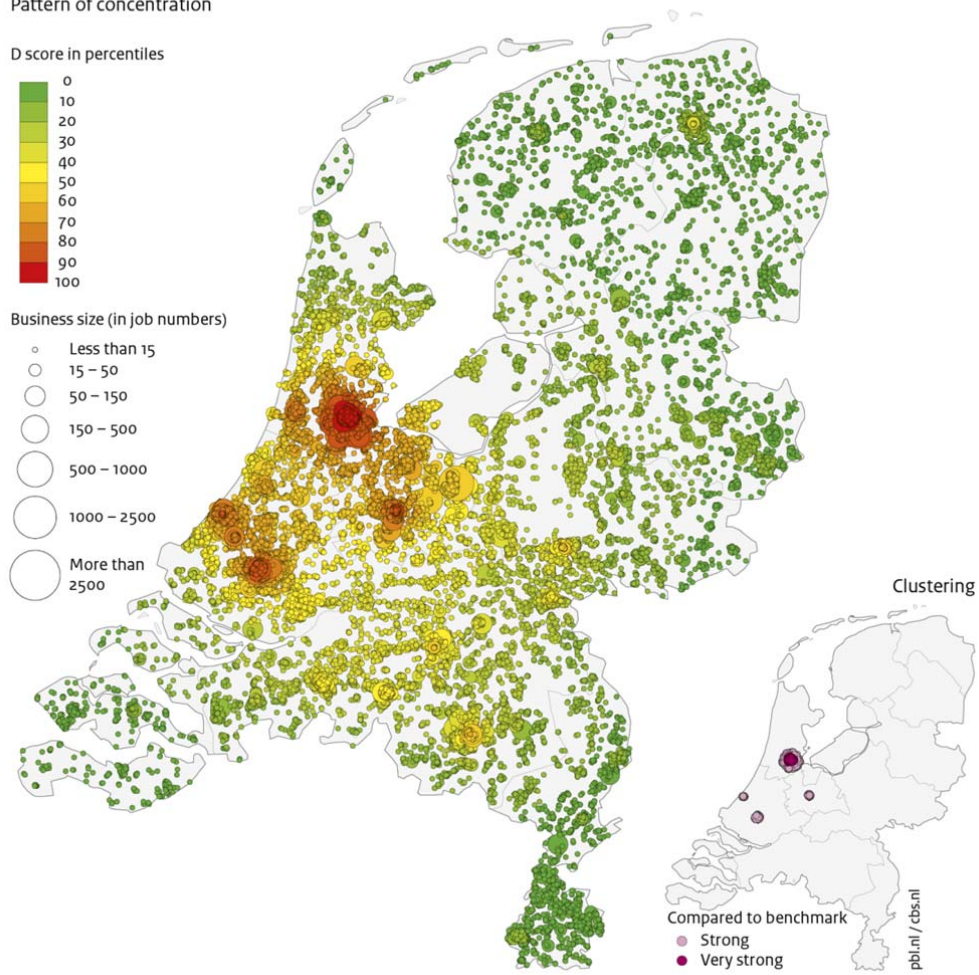 Pattern of concentration
D score in percentiles
0
10
20
30
40
50
60
70
80
90
100
Business size (in job numbers)
Less than 15
15 – 50
50 – 150
150 – 500
500 – 1000
1000 – 2500
More than
2500
Clustering
Compared to benchmark
Strong
Very strong
pbl.nl / cbs.nl